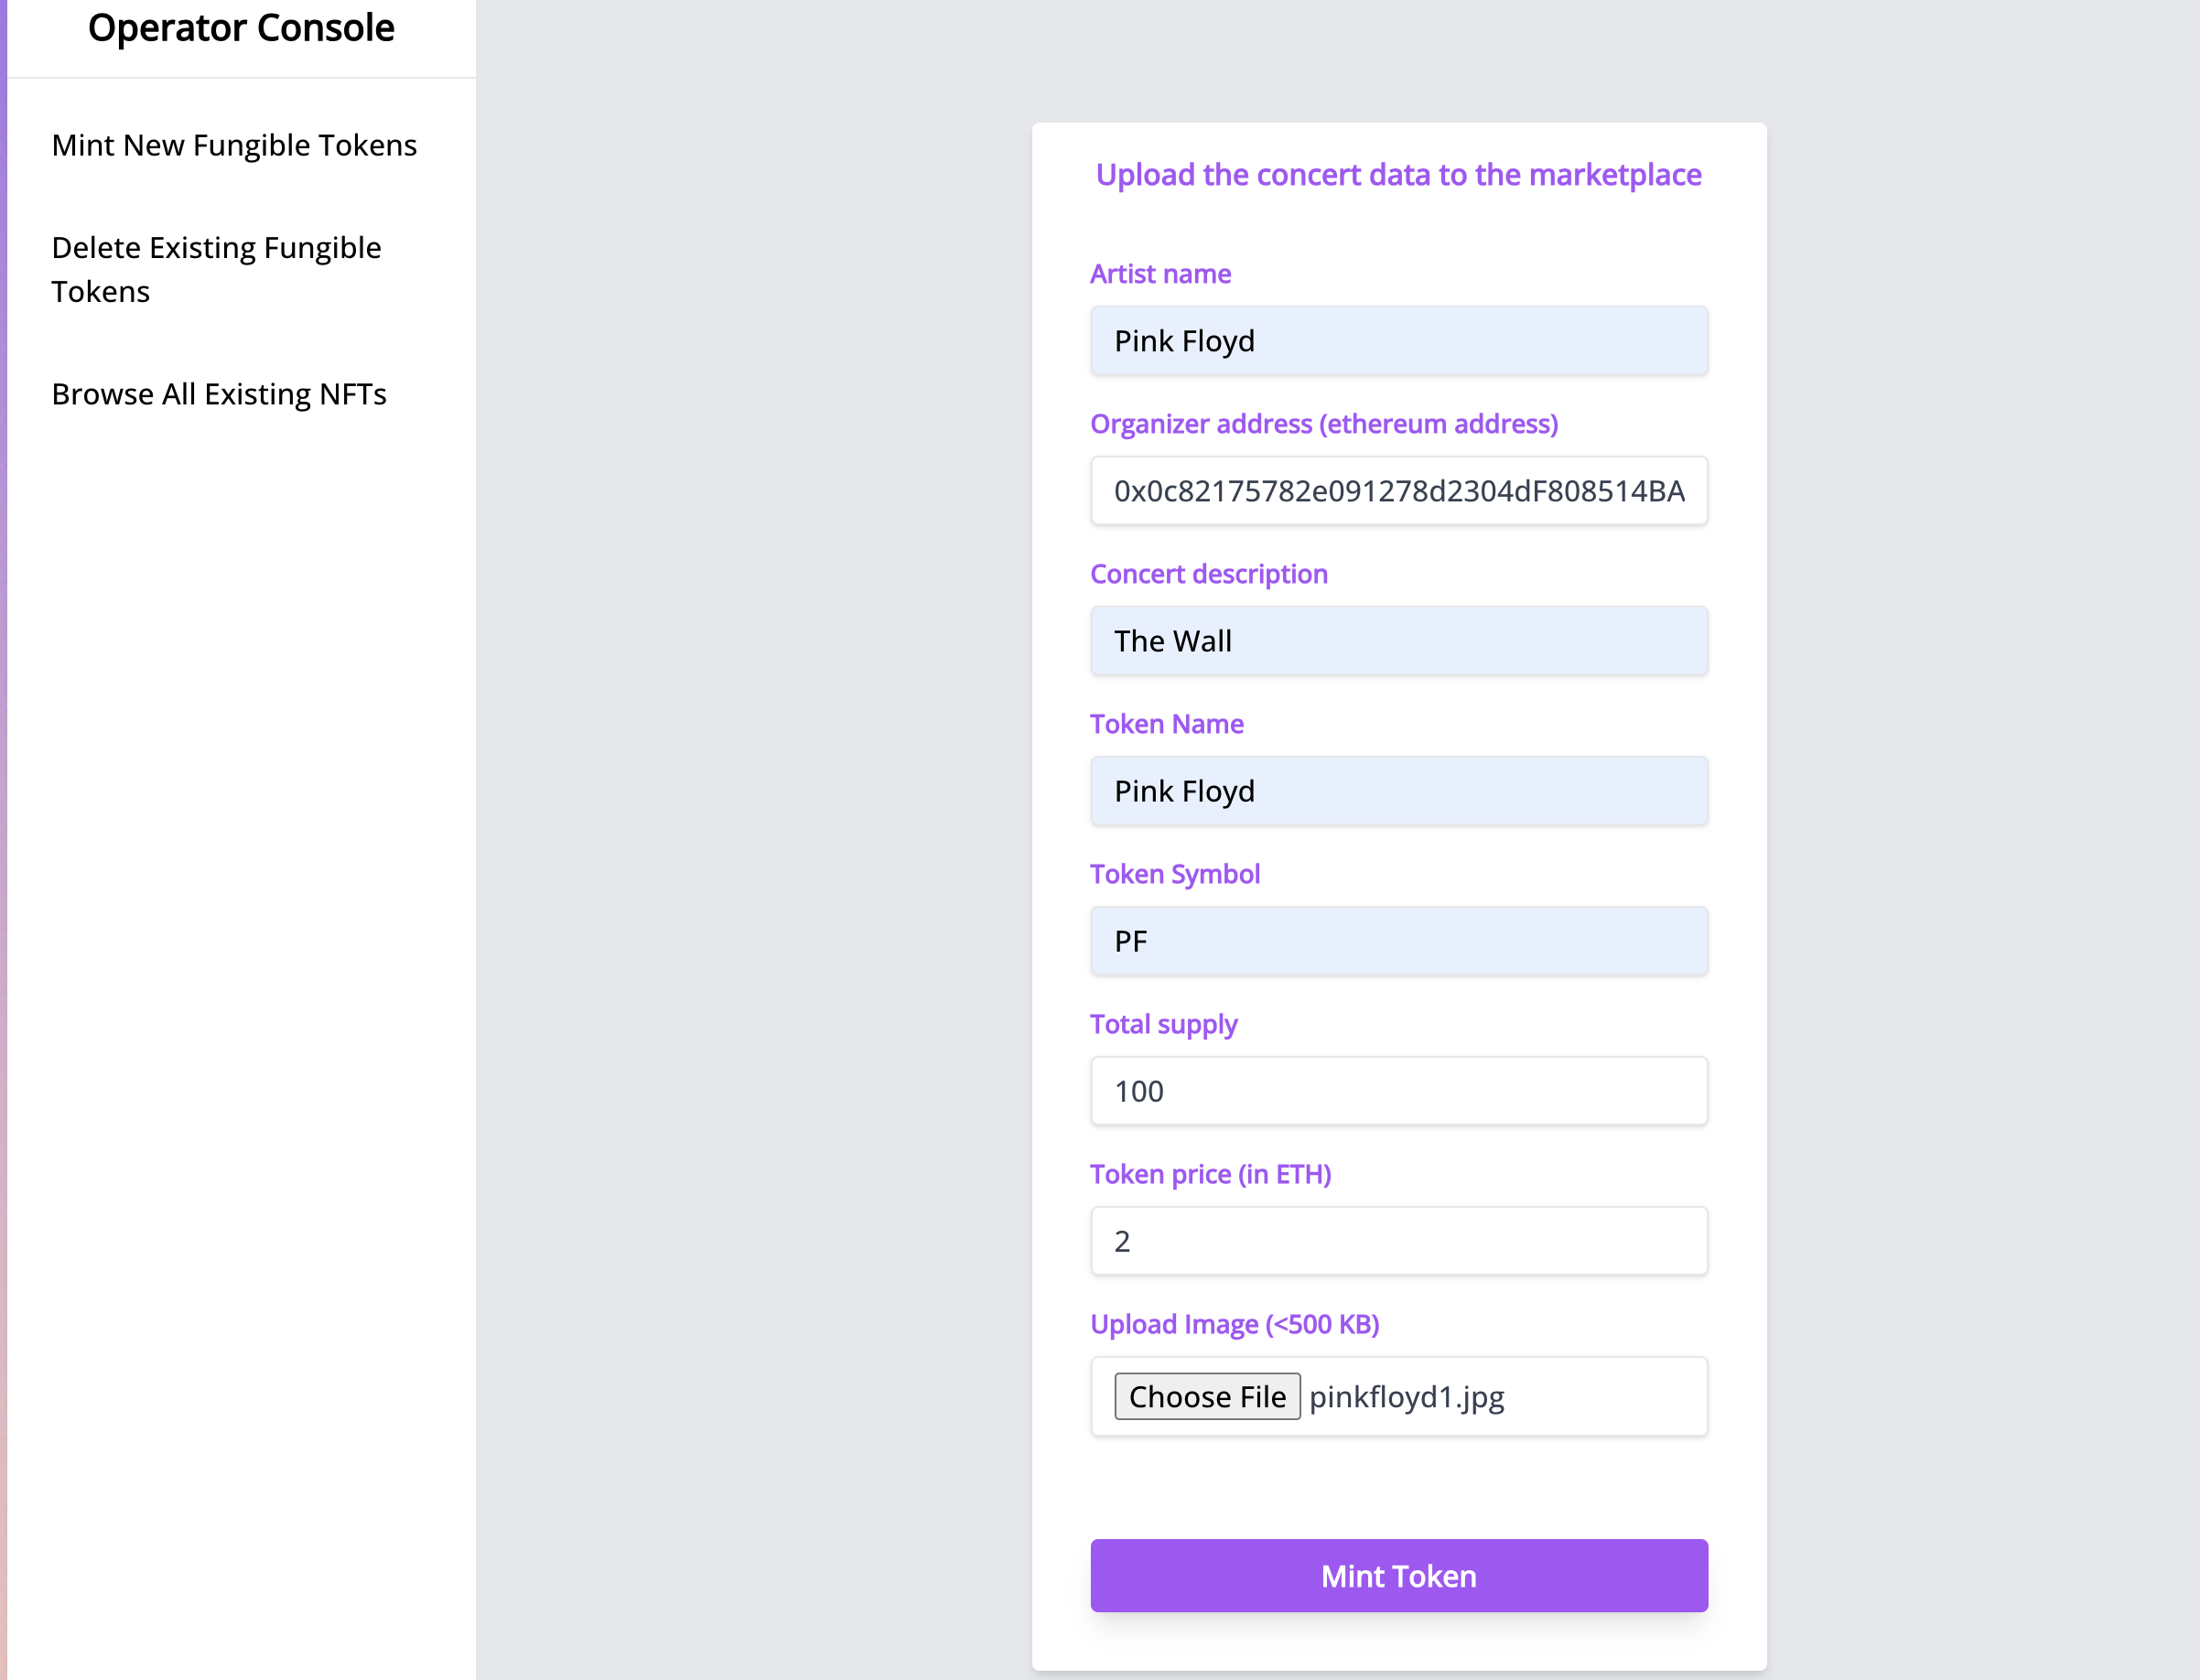 Operator Console
Mint New Fungible Tokens
Delete Existing Fungible
Tokens
Browse All Existing NFTs
Upload the concert data to the marketplace
Artist name
Pink Floyd
Organizer address (ethereum address)
0x0c82175782e091278d2304dF808514BA
Concert description
The Wall
Token Name
Pink Floyd
Token Symbol
PF
Total supply
100
Token price (in ETH)
2
Upload Image (<500 KB)
Choose File pinkfloyd1.jpg
Mint Token